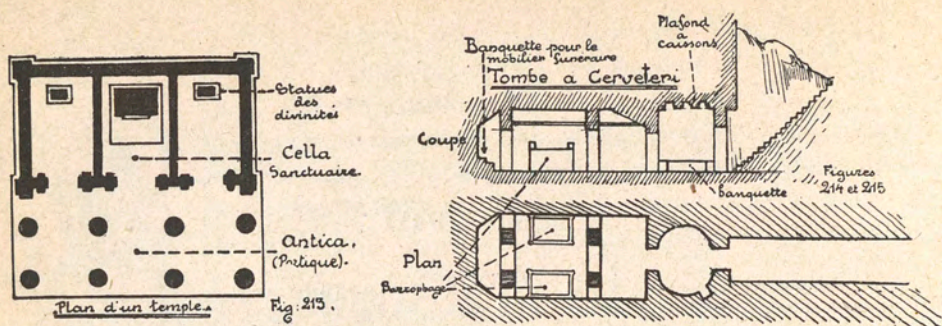 Statues
des
divinités
Cella
Sanctuaire.
Antica.
(Portique).
Plan d'un temple.
Fig: 213.
Banquette pour le
mobilier funeraire
Tombe a Cerveteri
Plafond
a
caissons.
Coupe
banquette
Figures
214 et 215
Plan
Sarcophage